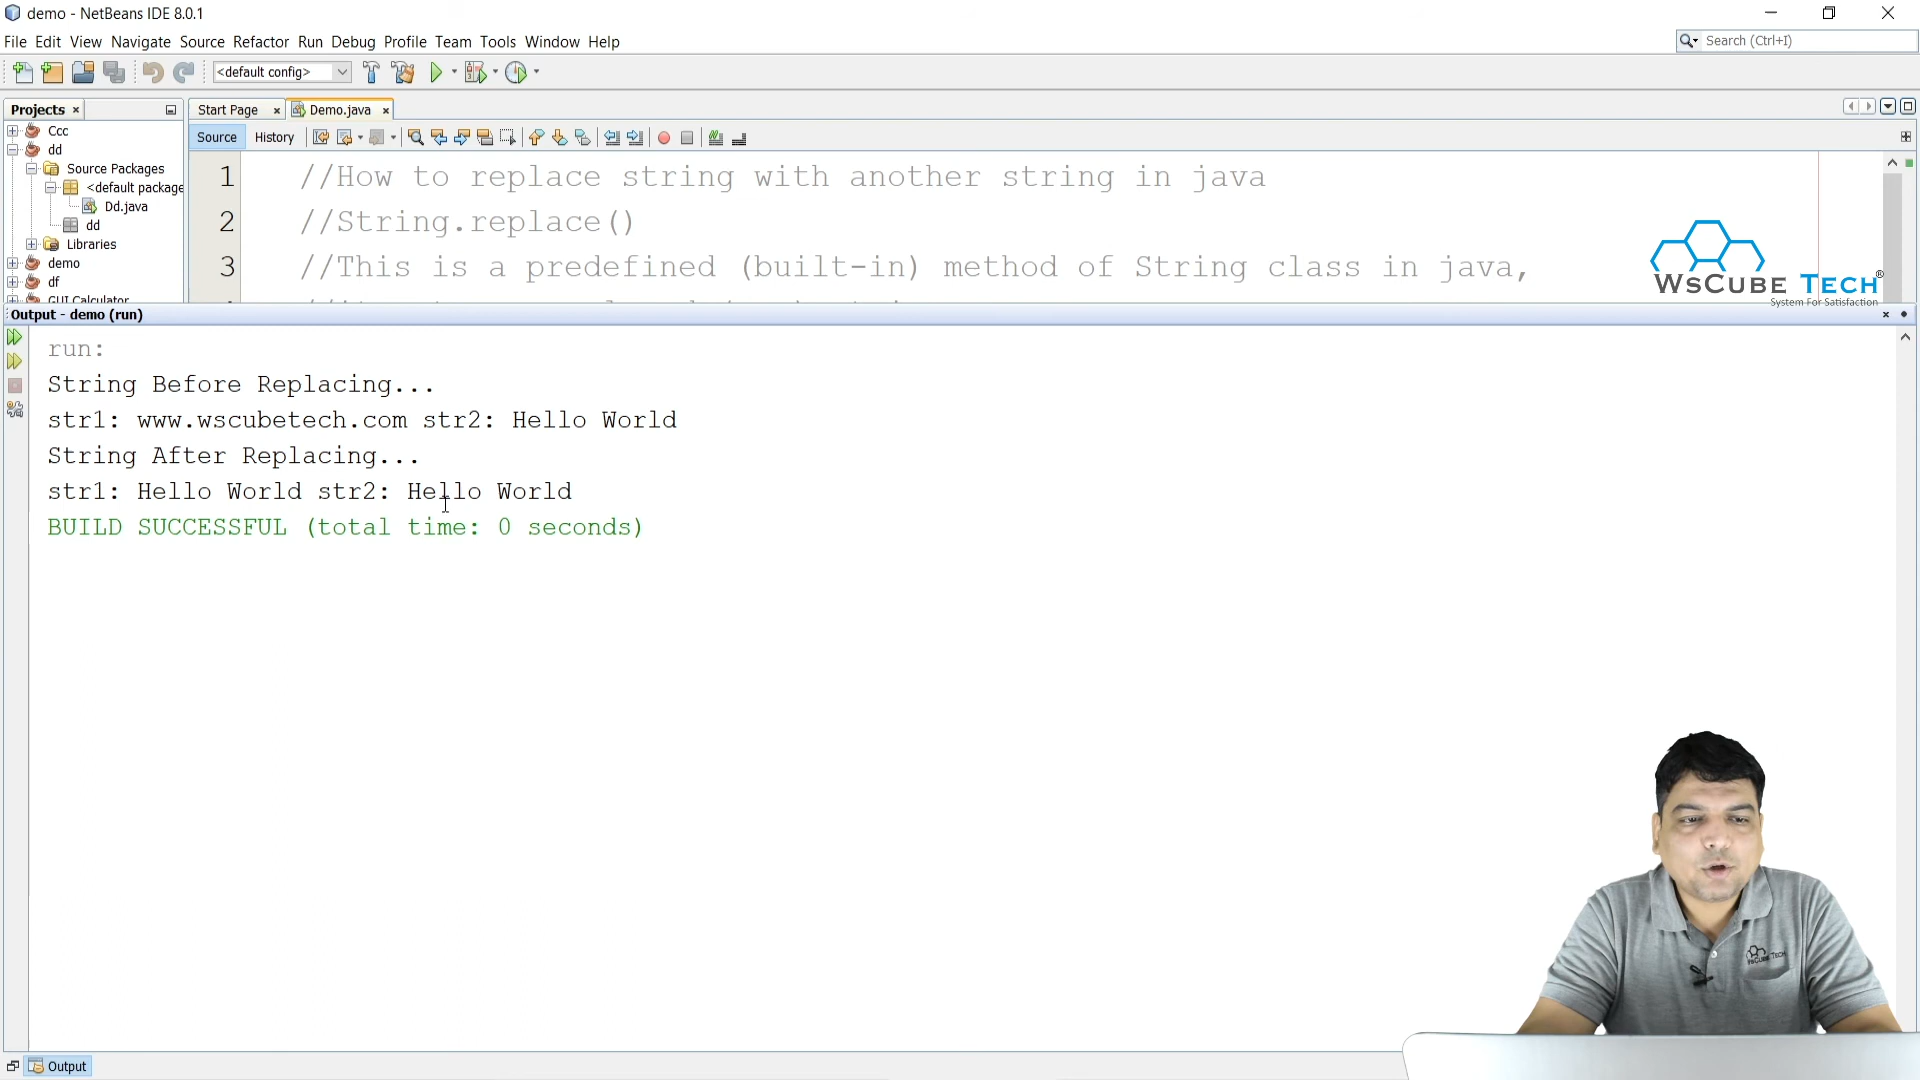 demo - NetBeans IDE 8.0.1
File Edit View Navigate Source Refactor Run Debug Profile Team Tools Window Help
Search (Ctrl+I)
<default config>
Projects
Start Page
Demo.java
Ccc
Source
History
dd
Source Packages
<default package
Dd.java
dd
Libraries
demo
df
GUI Calculator
1 //How to replace string with another string in java
2 //String.replace()
3 //This is a predefined (built-in) method of String class in java,
WsCube Tech®
System For Satisfaction
Output - demo (run)
run:
String Before Replacing...
str1: www.wscubetech.com str2: Hello World
String After Replacing...
str1: Hello World str2: Hello World
BUILD SUCCESSFUL (total time: 0 seconds)
WsCube Tech
Output